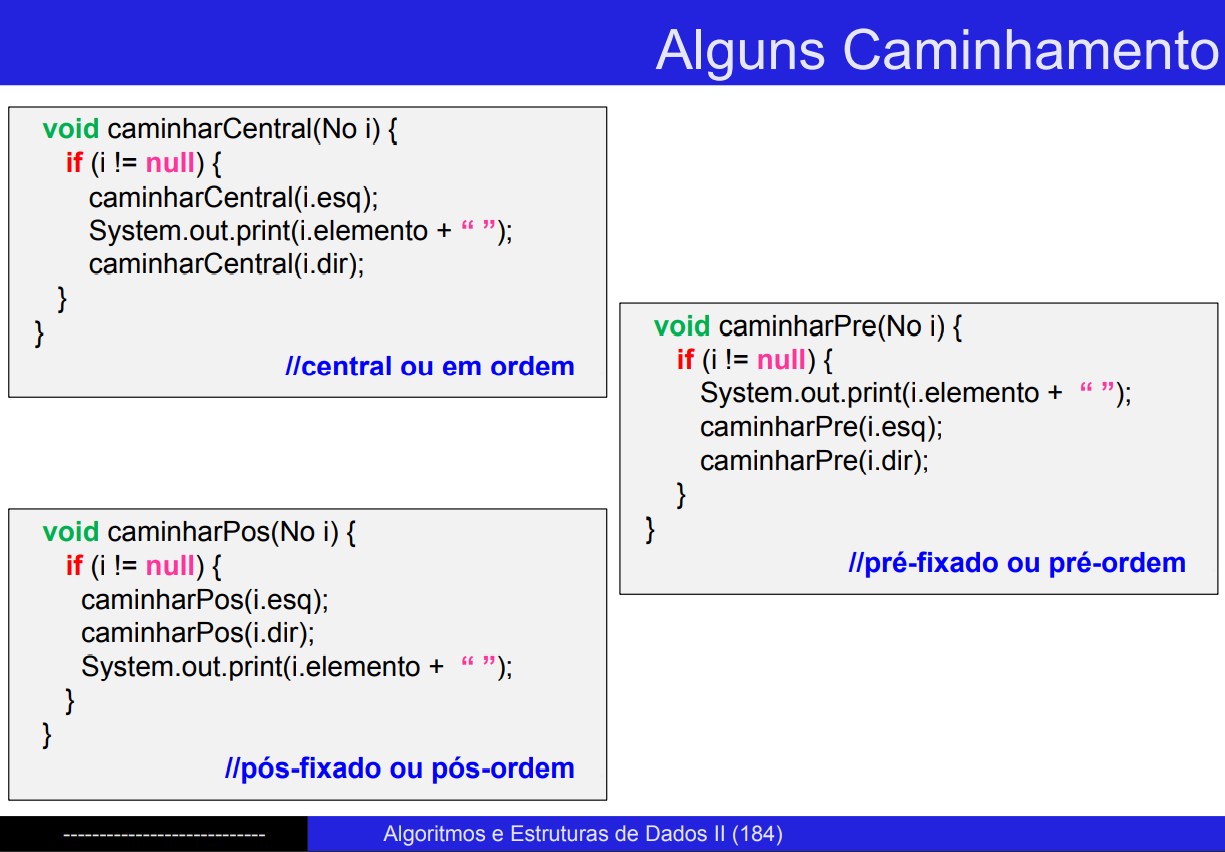 Alguns Caminhamento
void caminharCentral(No i) {
if (i != null) {
caminharCentral(i.esq);
System.out.print(i.elemento + “ ”);
caminharCentral(i.dir);
}
}
//central ou em ordem
void caminharPre(No i) {
if (i != null) {
System.out.print(i.elemento + “ ”);
caminharPre(i.esq);
caminharPre(i.dir);
}
}
//pré-fixado ou pré-ordem
void caminharPos(No i) {
if (i != null) {
caminharPos(i.esq);
caminharPos(i.dir);
System.out.print(i.elemento + “ ”);
}
}
//pós-fixado ou pós-ordem
----------------------------
Algoritmos e Estruturas de Dados II (184)